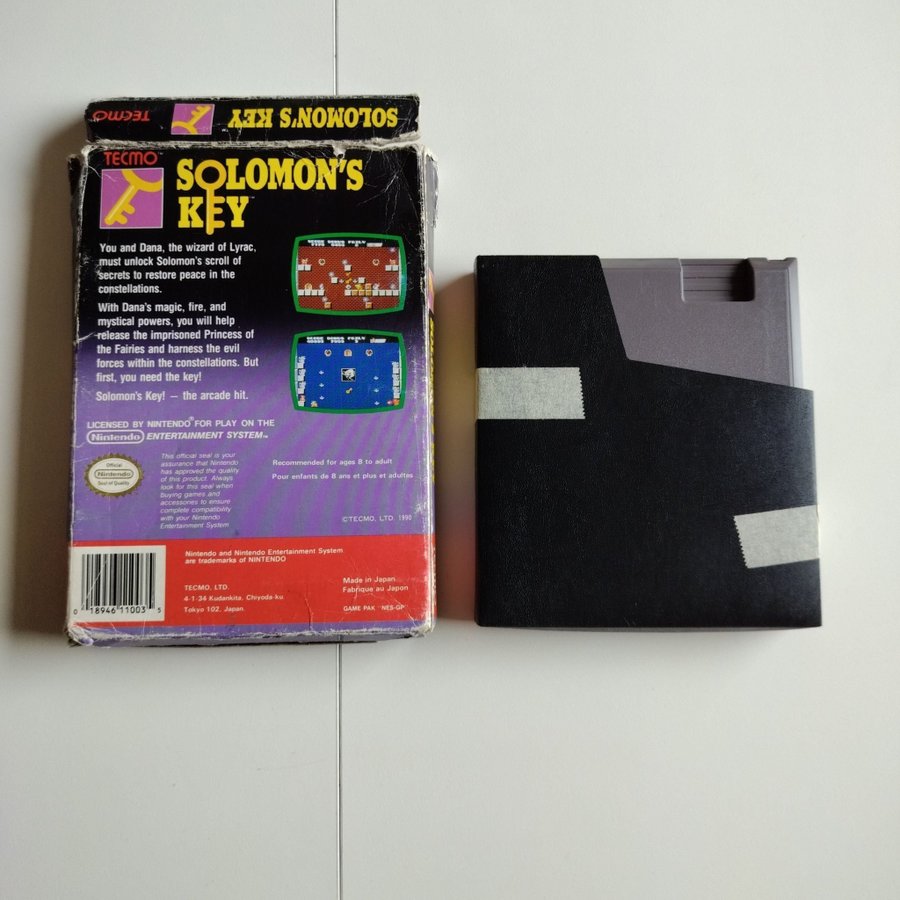 SOLOMON'S KEY
TECMO
TECMO™
SOLOMON'S
KEY™
You and Dana, the wizard of Lyrac,
must unlock Solomon's scroll of
secrets to restore peace in the
constellations.
With Dana's magic, fire, and
mystical powers, you will help
release the imprisoned Princess of
the Fairies and harness the evil
forces within the constellations. But
first, you need the key!
Solomon's Key! — the arcade hit.
LICENSED BY NINTENDO® FOR PLAY ON THE
Nintendo ENTERTAINMENT SYSTEM™
Official
Nintendo
Seal of Quality
This official seal is your
assurance that Nintendo
has approved the quality
of this product. Always
look for this seal when
buying games and
accessories to ensure
complete compatibility
with your Nintendo
Entertainment System
Recommended for ages 8 to adult
Pour enfants de 8 ans et plus et adultes
©TECMO, LTD. 1990
Nintendo and Nintendo Entertainment System
are trademarks of NINTENDO
TECMO, LTD.
4-1-34 Kudankita, Chiyoda-ku
Tokyo 102, Japan.
Made in Japan
Fabrique au Japon
GAME PAK NES-GP
0 18946 11003 5